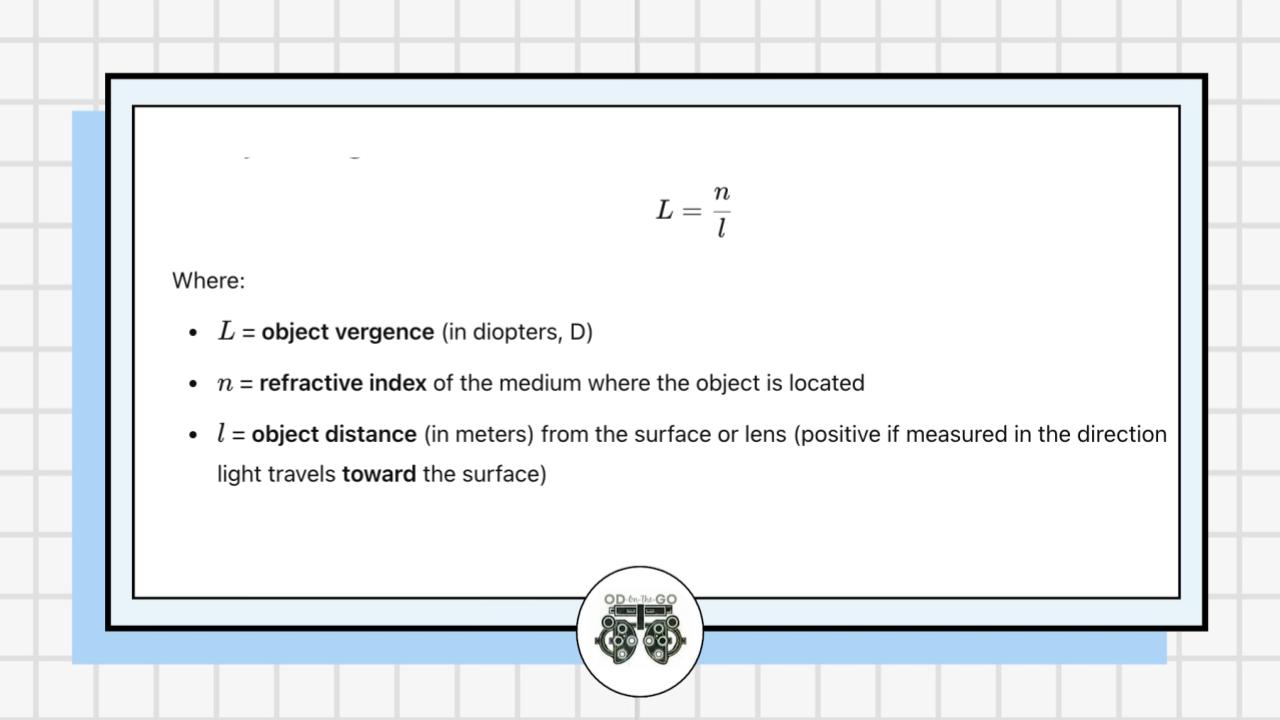 L = n/l
Where:
• L = object vergence (in diopters, D)
• n = refractive index of the medium where the object is located
• l = object distance (in meters) from the surface or lens (positive if measured in the direction
light travels toward the surface)
OD-On-The-GO